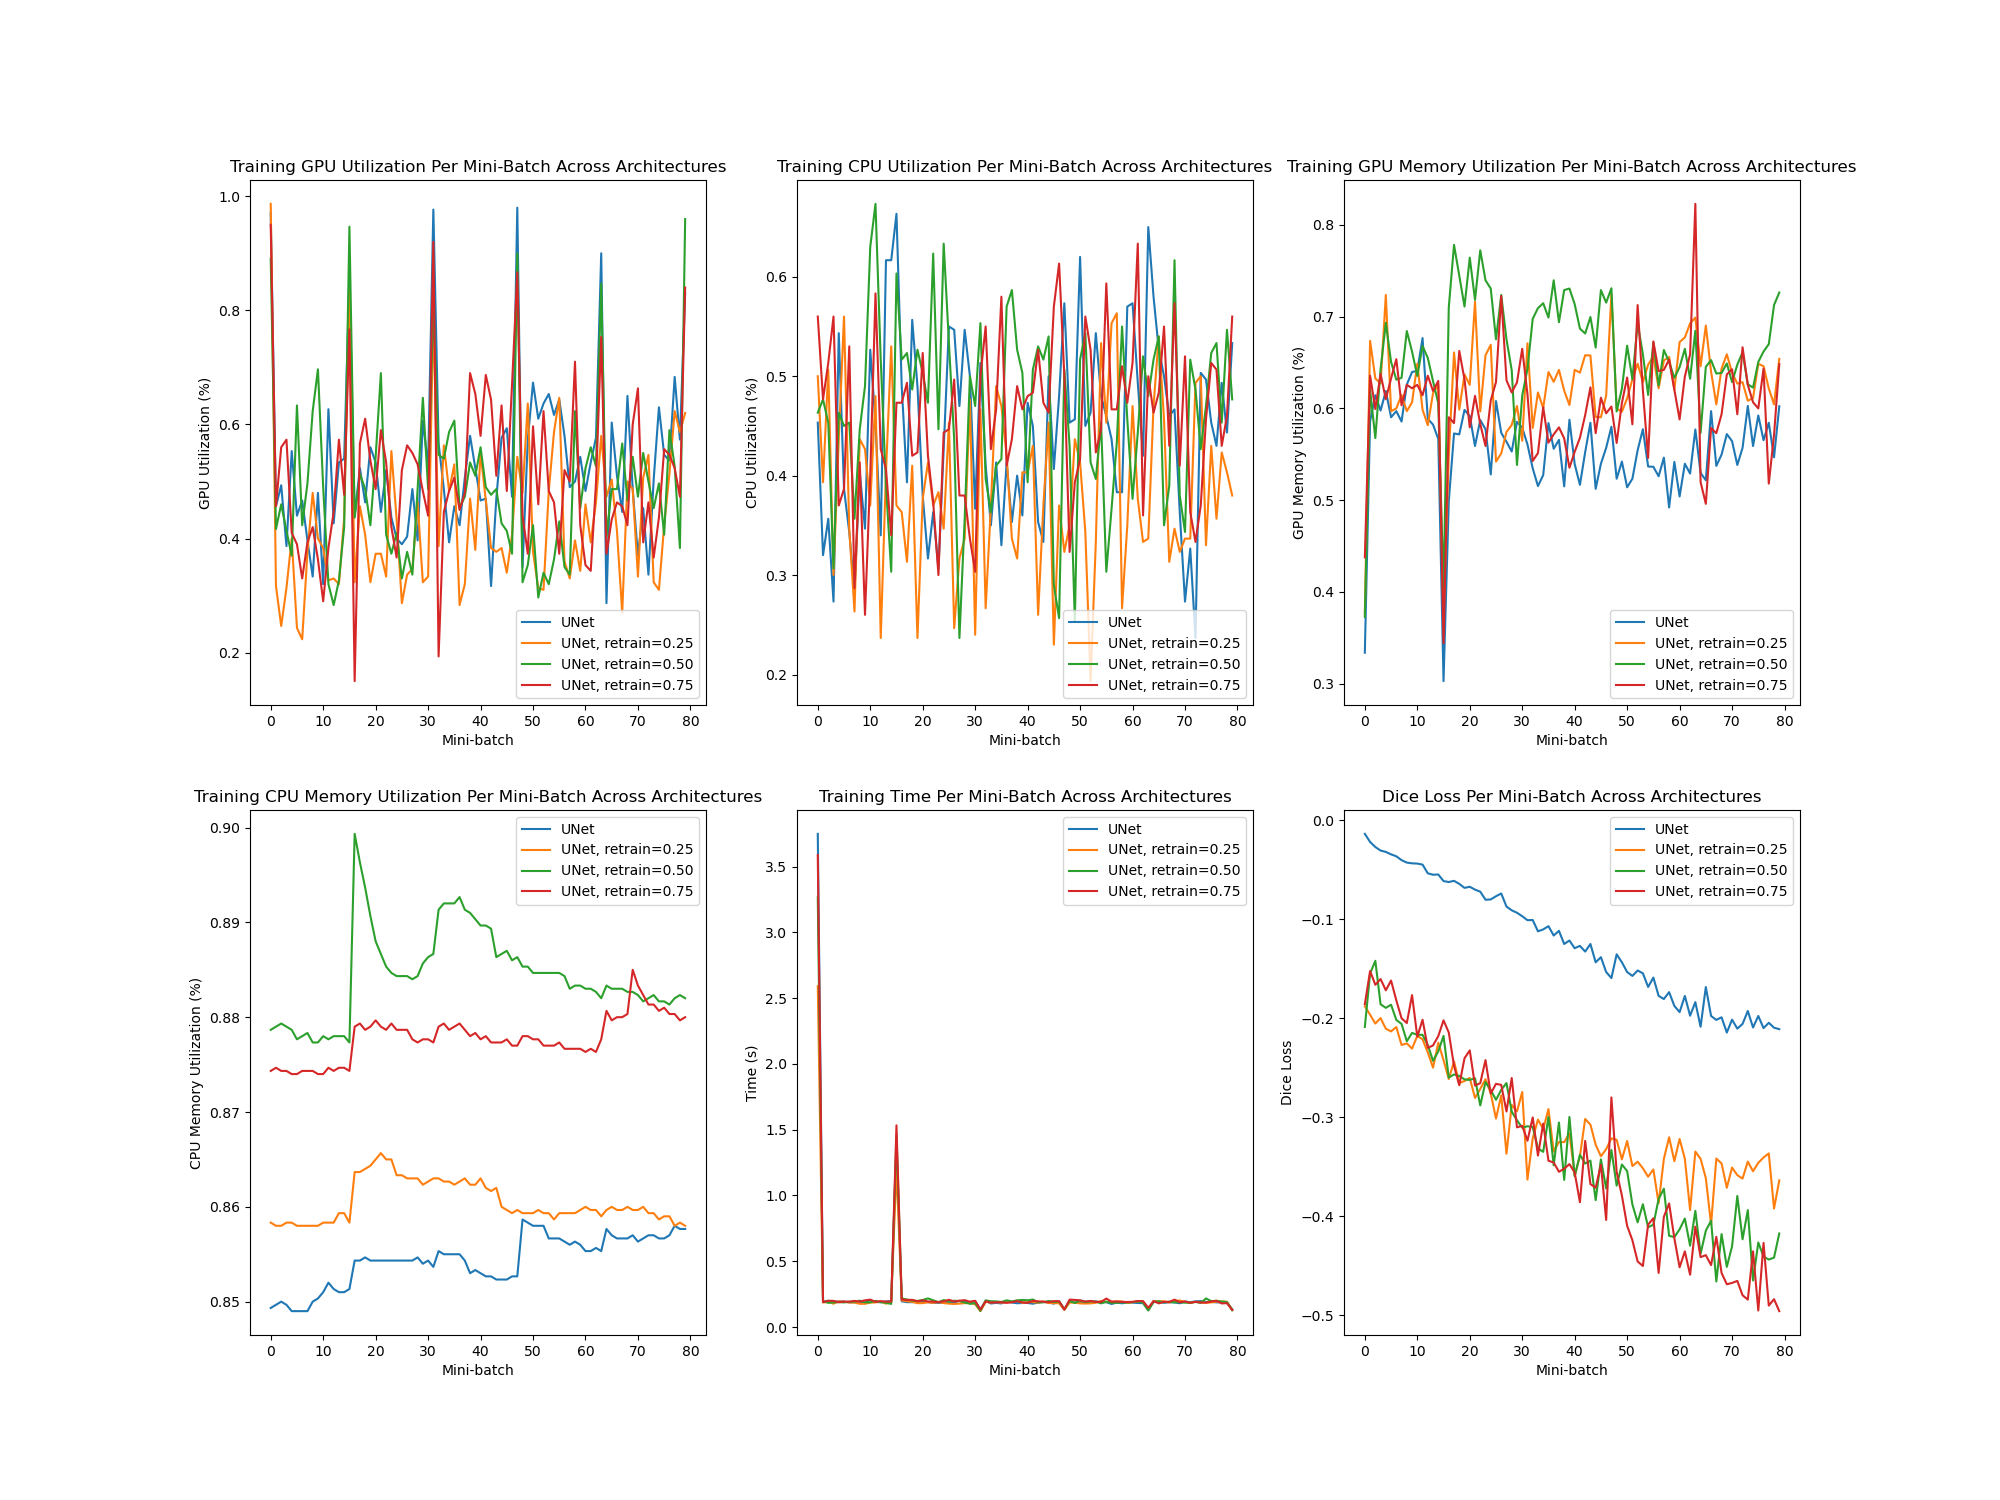 Training GPU Utilization Per Mini-Batch Across Architectures
GPU Utilization (%)
1.0
0.8
0.6
0.4
0.2
0 10 20 30 40 50 60 70 80
Mini-batch
UNet
UNet, retrain=0.25
UNet, retrain=0.50
UNet, retrain=0.75
Training CPU Utilization Per Mini-Batch Across Architectures
CPU Utilization (%)
0.6
0.5
0.4
0.3
0.2
0 10 20 30 40 50 60 70 80
Mini-batch
UNet
UNet, retrain=0.25
UNet, retrain=0.50
UNet, retrain=0.75
Training GPU Memory Utilization Per Mini-Batch Across Architectures
GPU Memory Utilization (%)
0.8
0.7
0.6
0.5
0.4
0.3
0 10 20 30 40 50 60 70 80
Mini-batch
UNet
UNet, retrain=0.25
UNet, retrain=0.50
UNet, retrain=0.75
Training CPU Memory Utilization Per Mini-Batch Across Architectures
CPU Memory Utilization (%)
0.90
0.89
0.88
0.87
0.86
0.85
0 10 20 30 40 50 60 70 80
Mini-batch
UNet
UNet, retrain=0.25
UNet, retrain=0.50
UNet, retrain=0.75
Training Time Per Mini-Batch Across Architectures
Time (s)
3.5
3.0
2.5
2.0
1.5
1.0
0.5
0.0
0 10 20 30 40 50 60 70 80
Mini-batch
UNet
UNet, retrain=0.25
UNet, retrain=0.50
UNet, retrain=0.75
Dice Loss Per Mini-Batch Across Architectures
Dice Loss
0.0
−0.1
−0.2
−0.3
−0.4
−0.5
0 10 20 30 40 50 60 70 80
Mini-batch
UNet
UNet, retrain=0.25
UNet, retrain=0.50
UNet, retrain=0.75